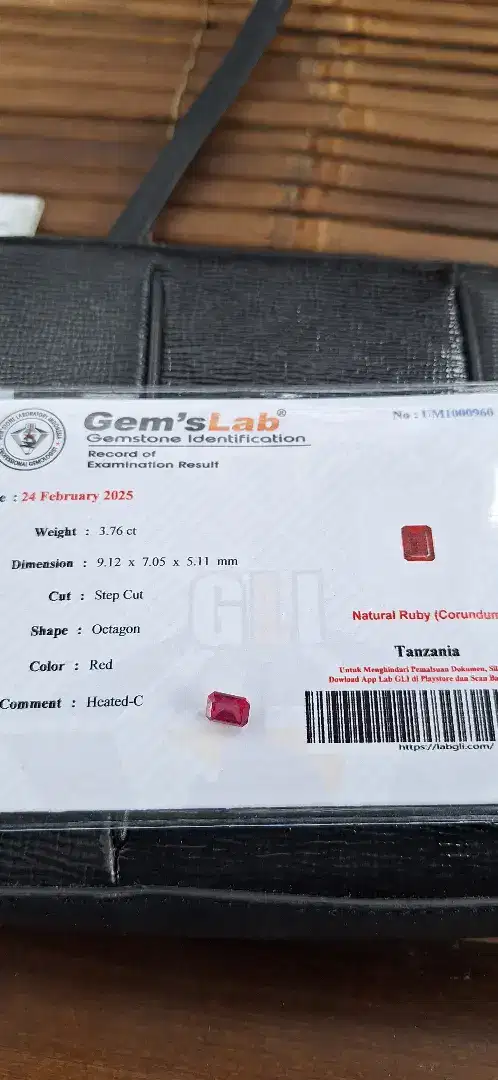 Gem'sLab®
Gemstone Identification
Record of
Examination Result
No : UM1000960
e : 24 February 2025
Weight : 3.76 ct
Dimension : 9.12 x 7.05 x 5.11 mm
Cut : Step Cut
Shape : Octagon
Color : Red
Comment : Heated-C
GLI
Natural Ruby (Corundum
Tanzania
Untuk Menghindari Pemalsuan Dokumen, Sil
Dowload App Lab GLI di Playstore dan Scan Ba
https://labgli.com/